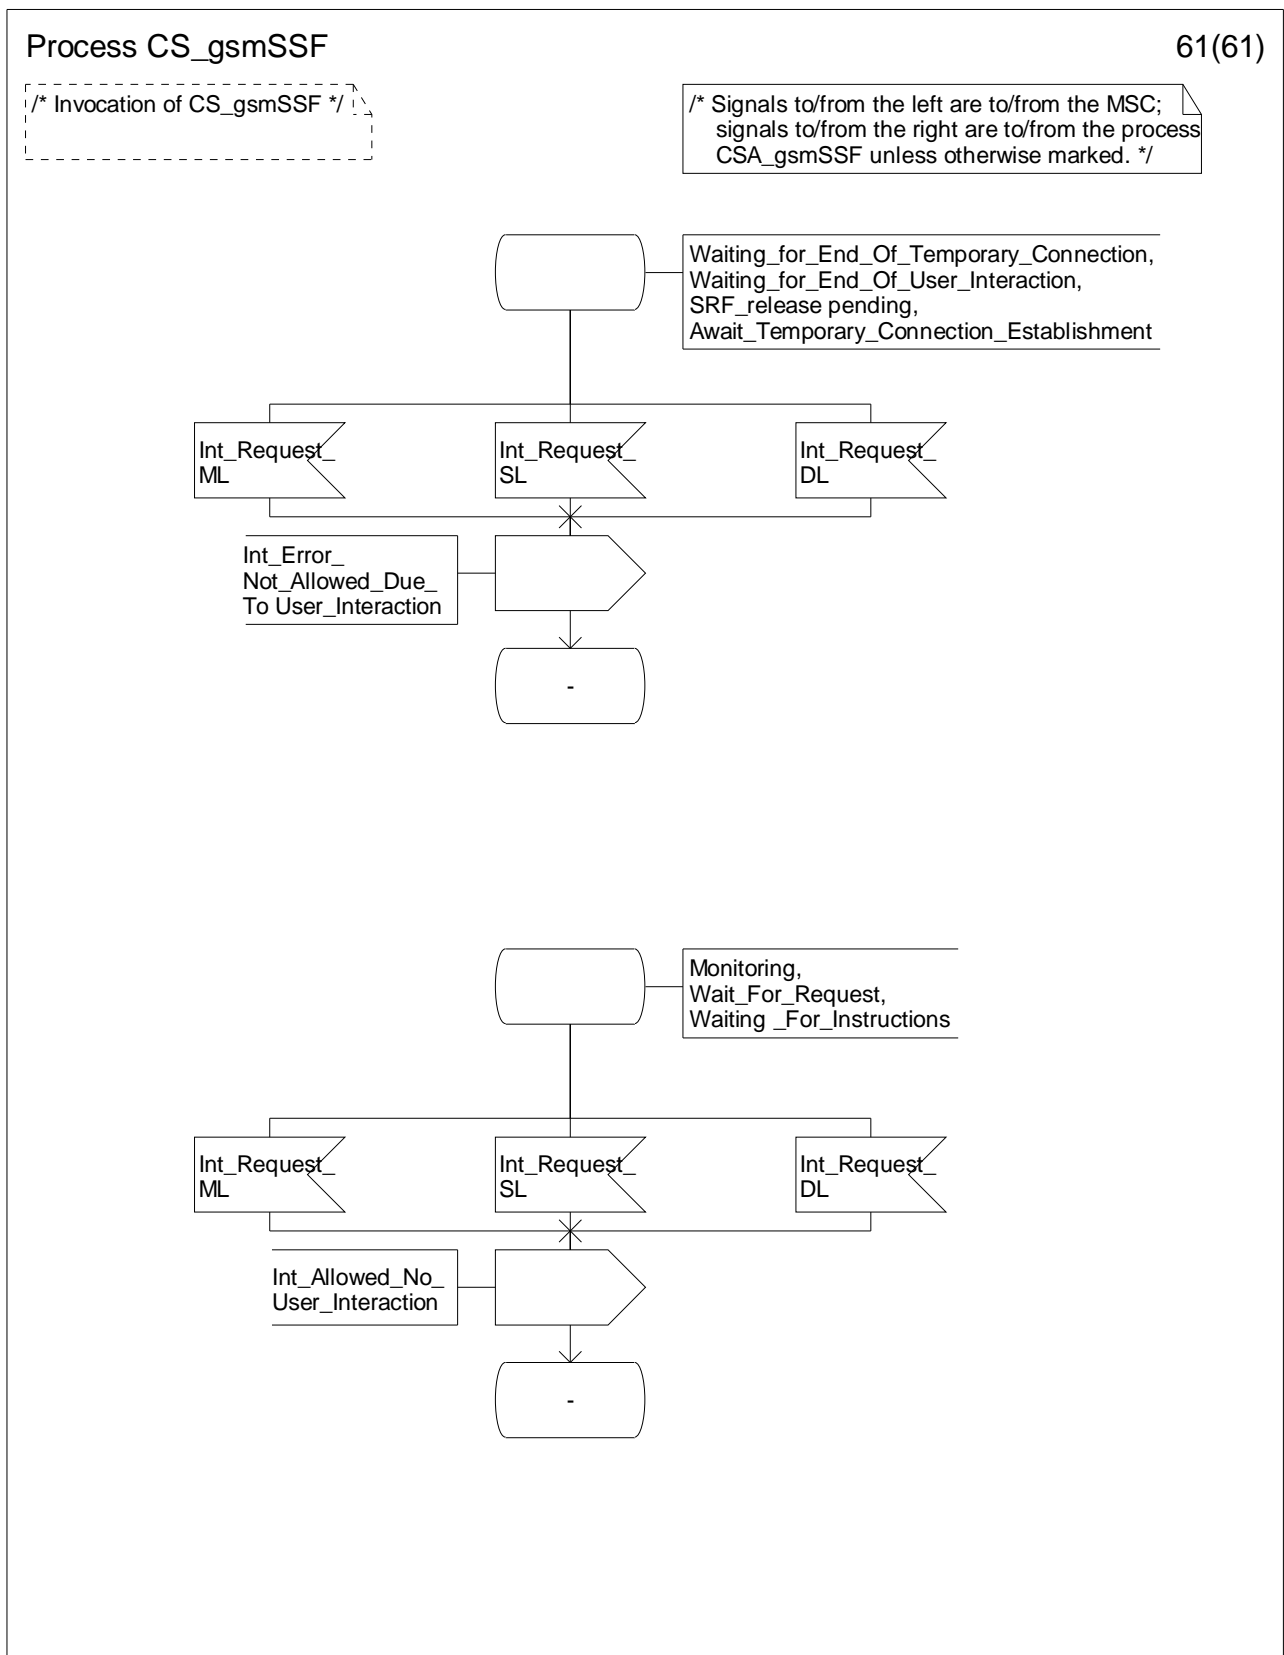 Process CS_gsmSSF
61(61)
/* Invocation of CS_gsmSSF */
/* Signals to/from the left are to/from the MSC;
signals to/from the right are to/from the process
CSA_gsmSSF unless otherwise marked. */
Waiting_for_End_Of_Temporary_Connection,
Waiting_for_End_Of_User_Interaction,
SRF_release pending,
Await_Temporary_Connection_Establishment
Int_Request_
ML
Int_Request_
SL
Int_Request_
DL
Int_Error_
Not_Allowed_Due_
To User_Interaction
-
Monitoring,
Wait_For_Request,
Waiting _For_Instructions
Int_Request_
ML
Int_Request_
SL
Int_Request_
DL
Int_Allowed_No_
User_Interaction
-